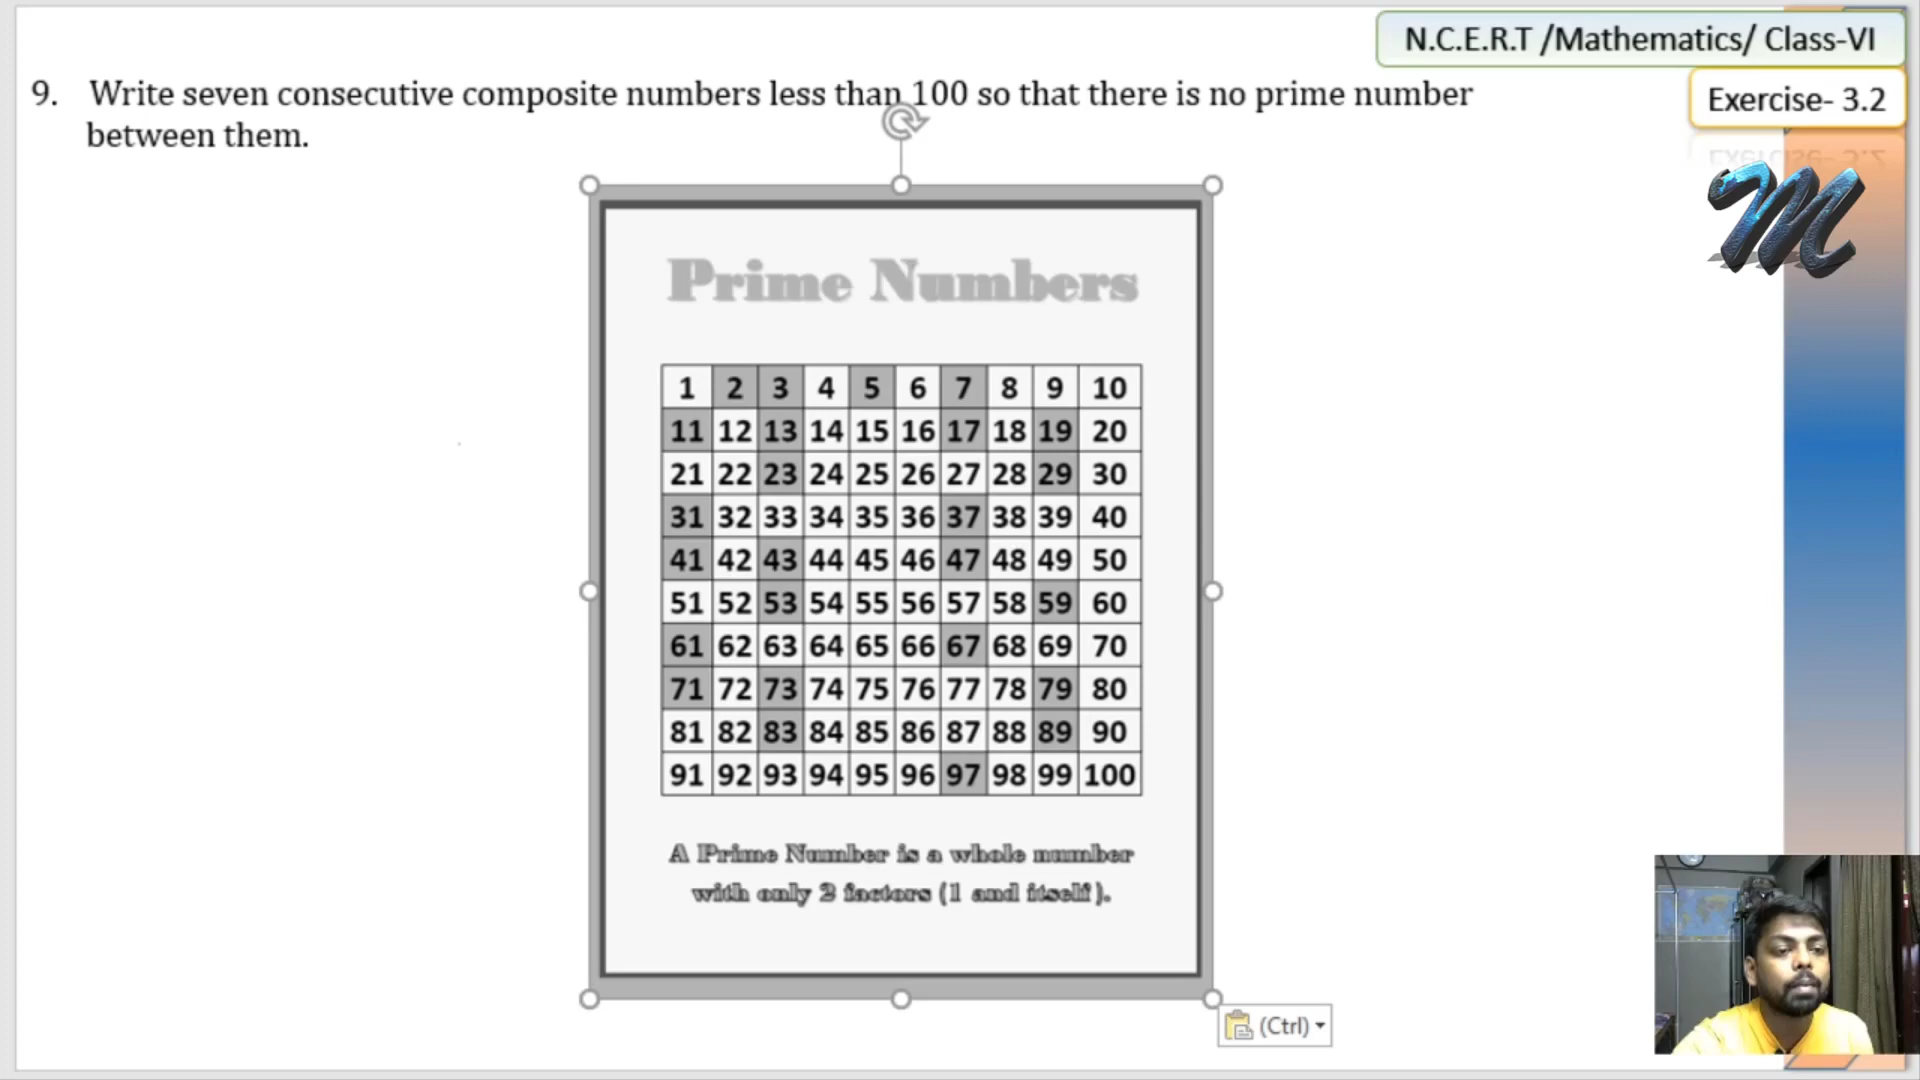 N.C.E.R.T /Mathematics/ Class-VI
9. Write seven consecutive composite numbers less than 100 so that there is no prime number
between them.
Exercise- 3.2
M
Prime Numbers
1 2 3 4 5 6 7 8 9 10
11 12 13 14 15 16 17 18 19 20
21 22 23 24 25 26 27 28 29 30
31 32 33 34 35 36 37 38 39 40
41 42 43 44 45 46 47 48 49 50
51 52 53 54 55 56 57 58 59 60
61 62 63 64 65 66 67 68 69 70
71 72 73 74 75 76 77 78 79 80
81 82 83 84 85 86 87 88 89 90
91 92 93 94 95 96 97 98 99 100
A Prime Number is a whole number
with only 2 factors (1 and itself).
(Ctrl)